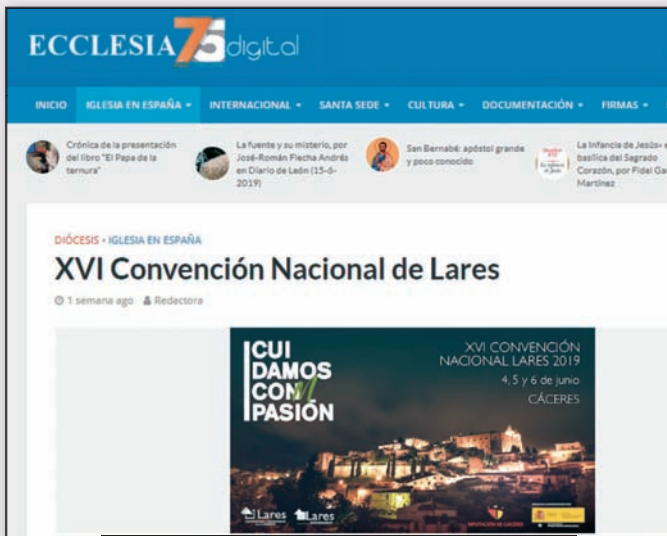 ECCLESIA 75 digital
INICIO IGLESIA EN ESPAÑA INTERNACIONAL SANTA SEDE CULTURA DOCUMENTACIÓN FIRMAS
Crónica de la presentación
del libro "El Papa de la
ternura"
La fuente y su misterio, por
José-Román Flecha Andrés
en Diario de León (15-6-
2019)
San Bernabé: apóstol grande
y poco conocido
La Infancia de Jesús»
basílica del Sagrado
Corazón, por Fidel
Martínez
DIÓCESIS • IGLESIA EN ESPAÑA
XVI Convención Nacional de Lares
1 semana ago Redactora
CUI
DAMOS
CON
PASIÓN
XVI CONVENCIÓN
NACIONAL LARES 2019
4, 5 y 6 de junio
CÁCERES
Lares Lares
DIPUTACIÓN DE CÁCERES